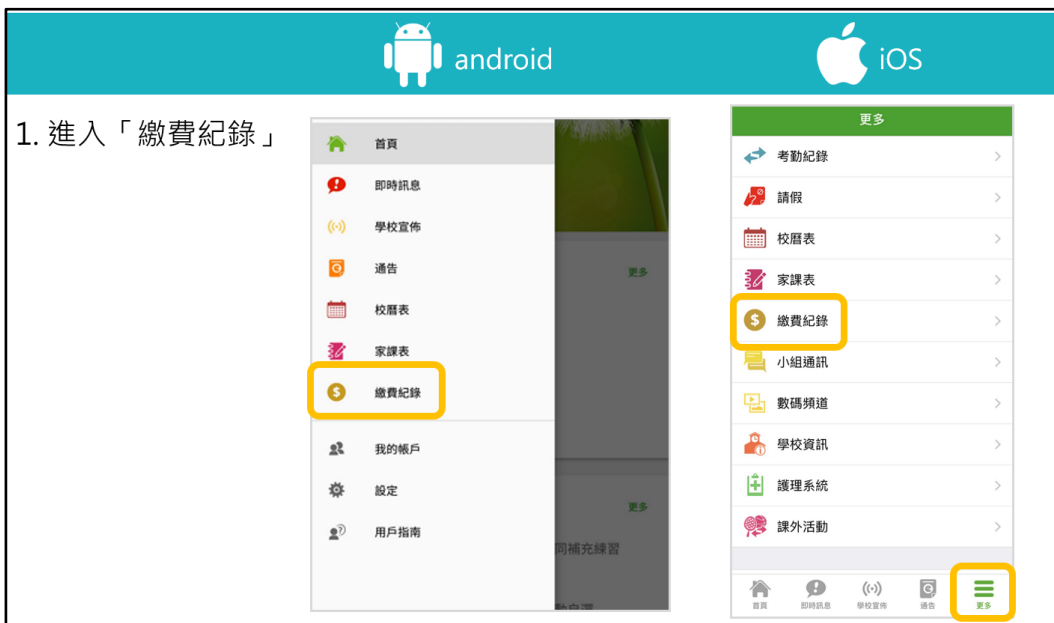 android
iOS
1. 進入「繳費紀錄」
首頁
即時訊息
學校宣佈
通告
校曆表
家課表
繳費紀錄
我的帳戶
設定
用戶指南
更多
更多
同補充練習
更多
考勤紀錄
請假
校曆表
家課表
繳費紀錄
小組通訊
數碼頻道
學校資訊
護理系統
課外活動
首頁
即時訊息
學校宣佈
通告
更多